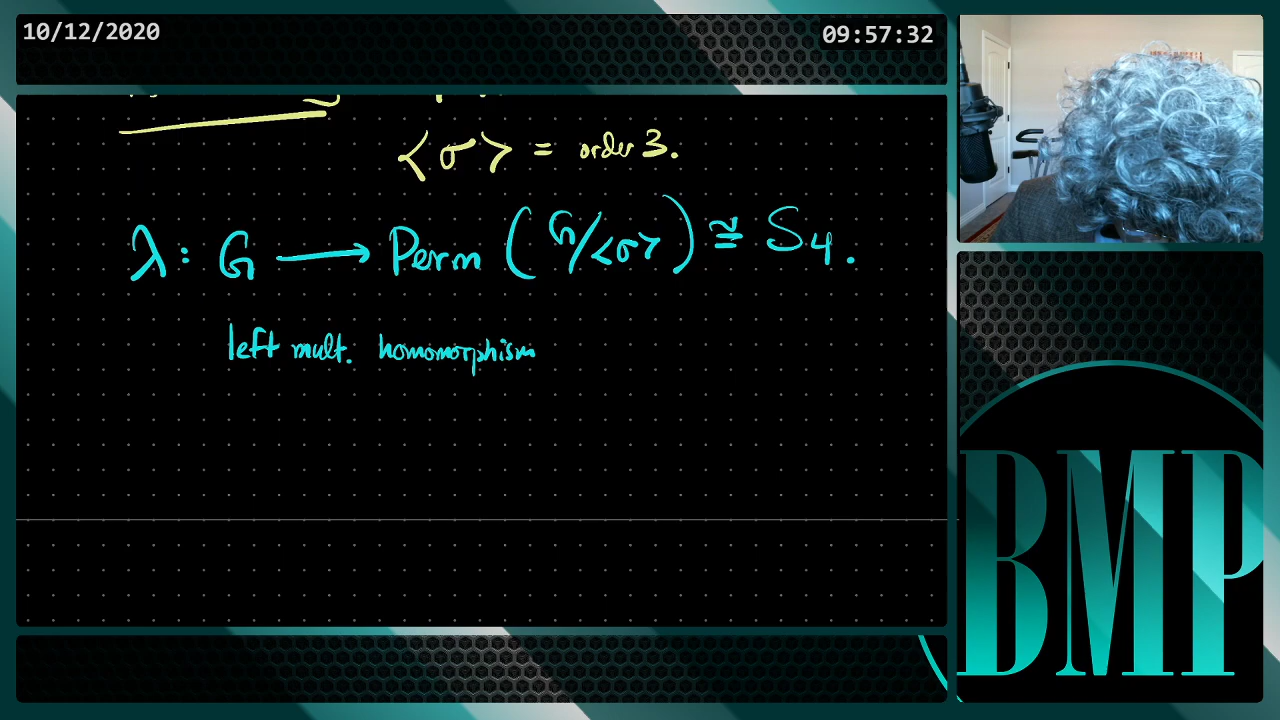 10/12/2020
09:57:32
⟨σ⟩ = order 3.
λ: G ⟶ Perm (G/⟨σ⟩) ≅ S₄.
left mult. homomorphism
BMP